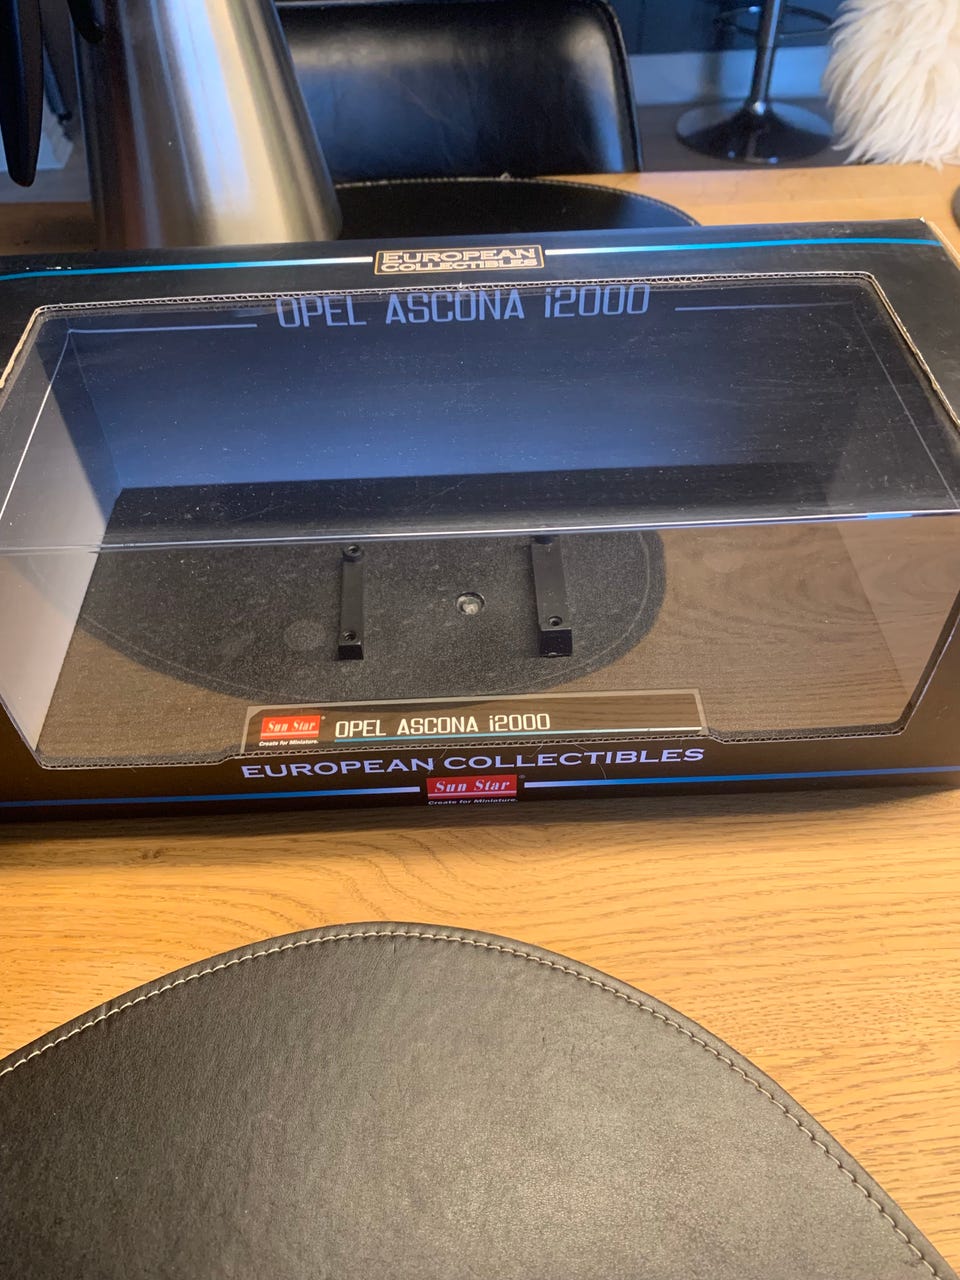 EUROPEAN
COLLECTIBLES
OPEL ASCONA i2000
Sun Star®
Create for Miniature.
OPEL ASCONA i2000
EUROPEAN COLLECTIBLES
Sun Star®
Create for Miniature.